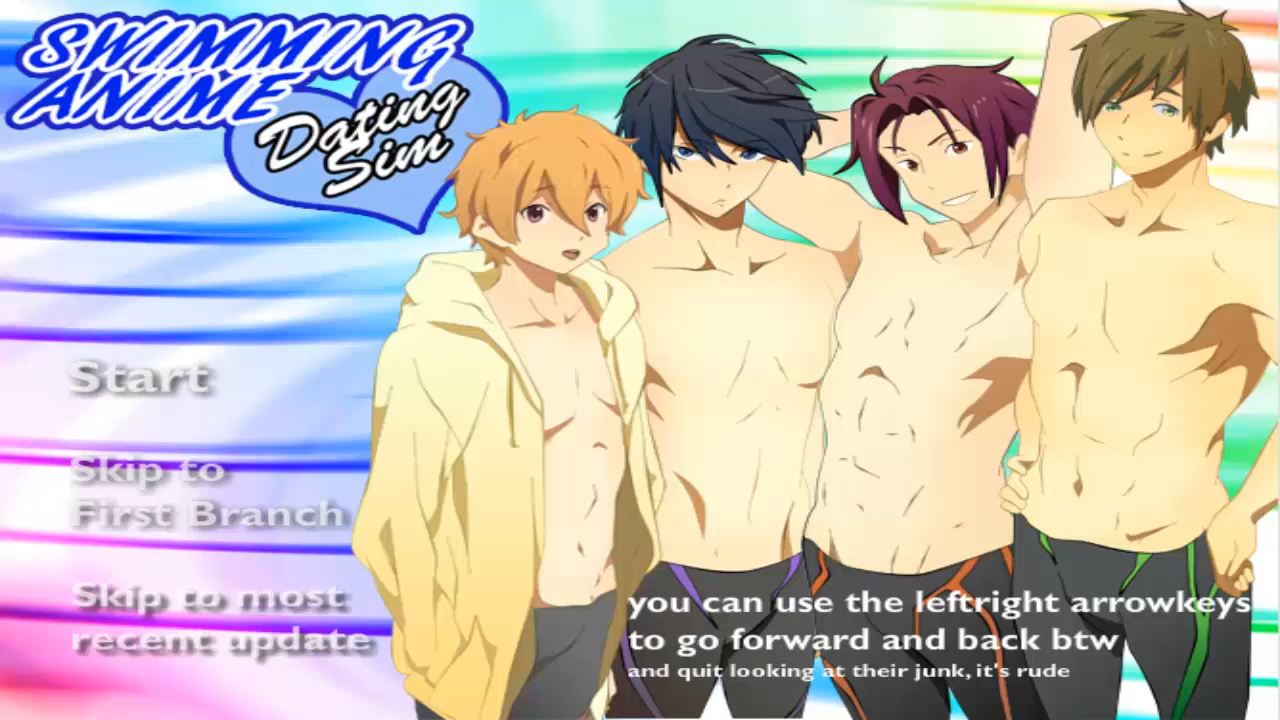 SWIMMING
ANIME
Dating
Sim
Start
Skip to
First Branch
Skip to most
recent update
you can use the leftright arrowkeys
to go forward and back btw
and quit looking at their junk, it's rude